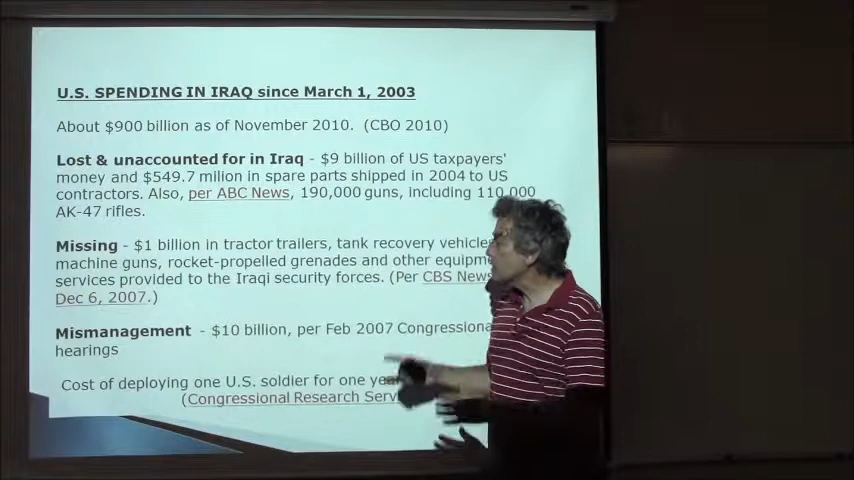 U.S. SPENDING IN IRAQ since March 1, 2003
About $900 billion as of November 2010. (CBO 2010)
Lost & unaccounted for in Iraq - $9 billion of US taxpayers'
money and $549.7 milion in spare parts shipped in 2004 to US
contractors. Also, per ABC News, 190,000 guns, including 110,000
AK-47 rifles.
Missing - $1 billion in tractor trailers, tank recovery vehicles
machine guns, rocket-propelled grenades and other equipm
services provided to the Iraqi security forces. (Per CBS News
Dec 6, 2007.)
Mismanagement - $10 billion, per Feb 2007 Congressiona
hearings
Cost of deploying one U.S. soldier for one year
(Congressional Research Serv